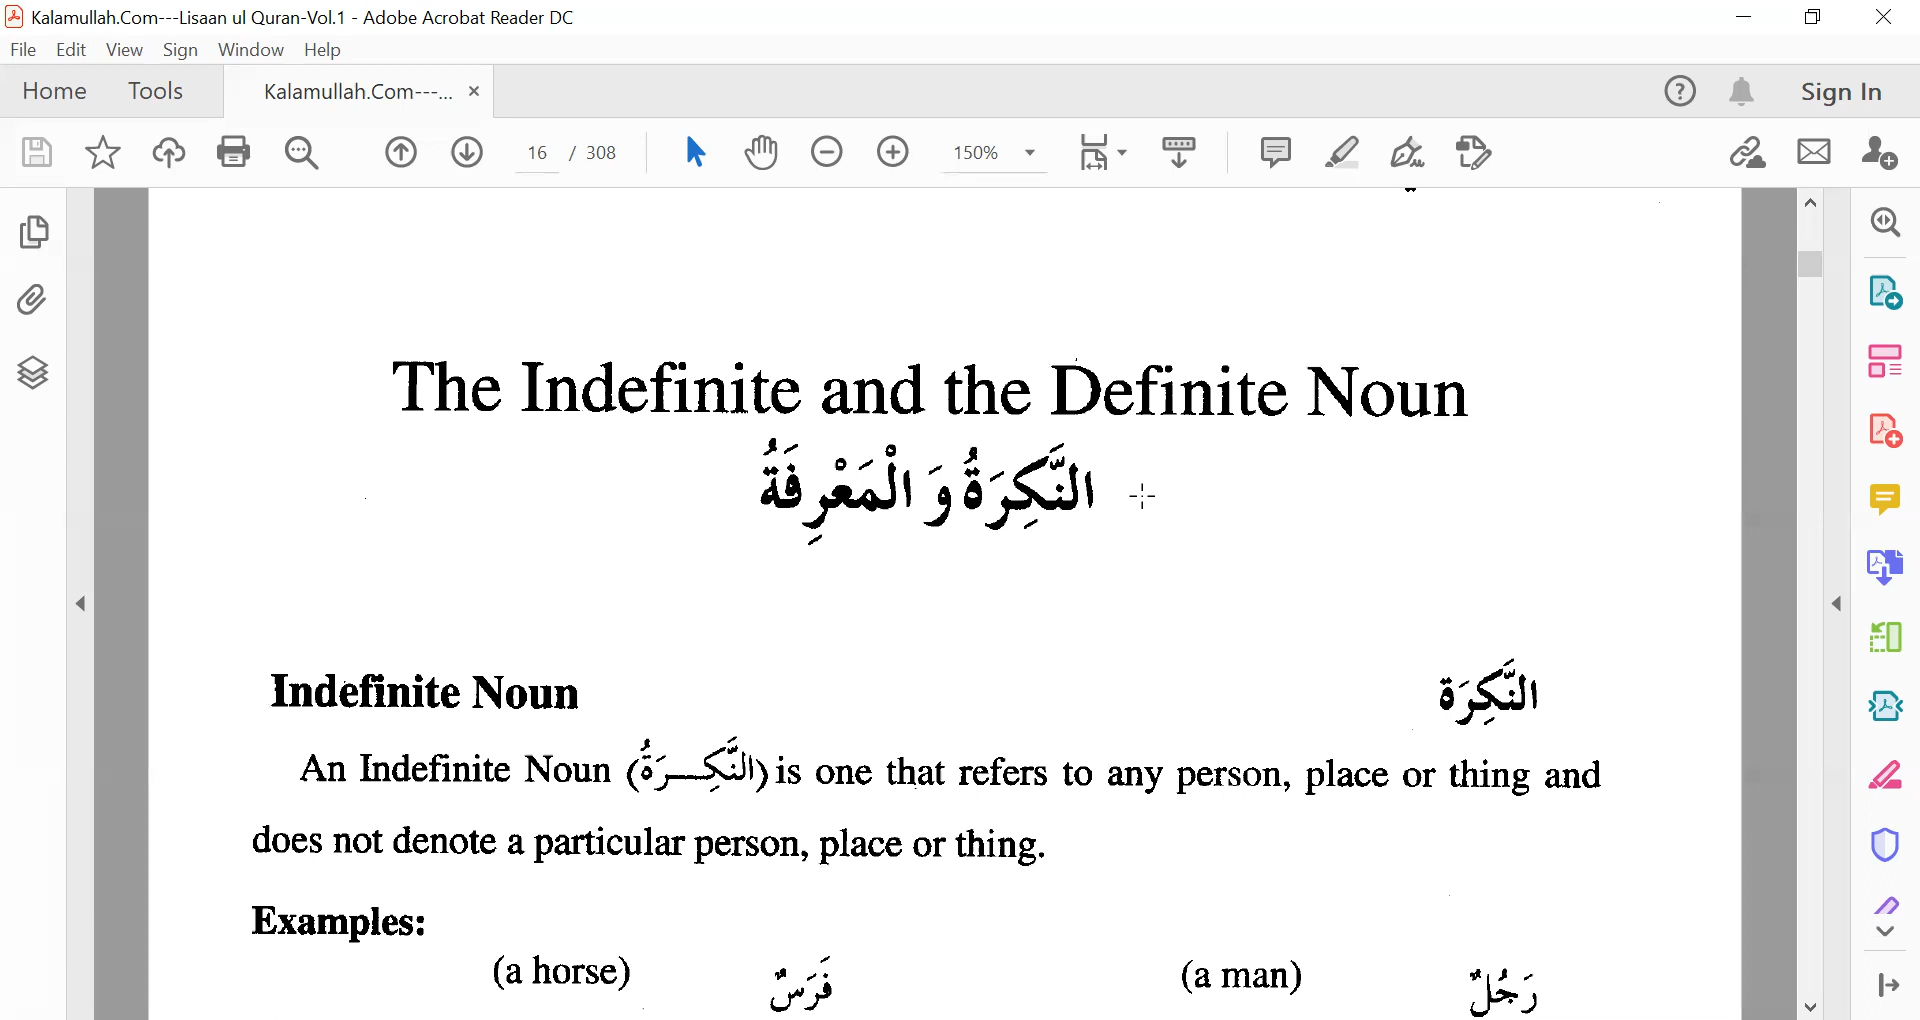 Kalamullah.Com---Lisaan ul Quran-Vol.1 - Adobe Acrobat Reader DC
File Edit View Sign Window Help
Home Tools Kalamullah.Com---... × Sign In
16 / 308 150%
The Indefinite and the Definite Noun
النَّكِرَةُ وَ الْمَعْرِفَةُ
Indefinite Noun النَّكِرَة
An Indefinite Noun (النَّكِـــرَةُ) is one that refers to any person, place or thing and
does not denote a particular person, place or thing.
Examples:
(a horse) فَرَسٌ (a man) رَجُلٌ